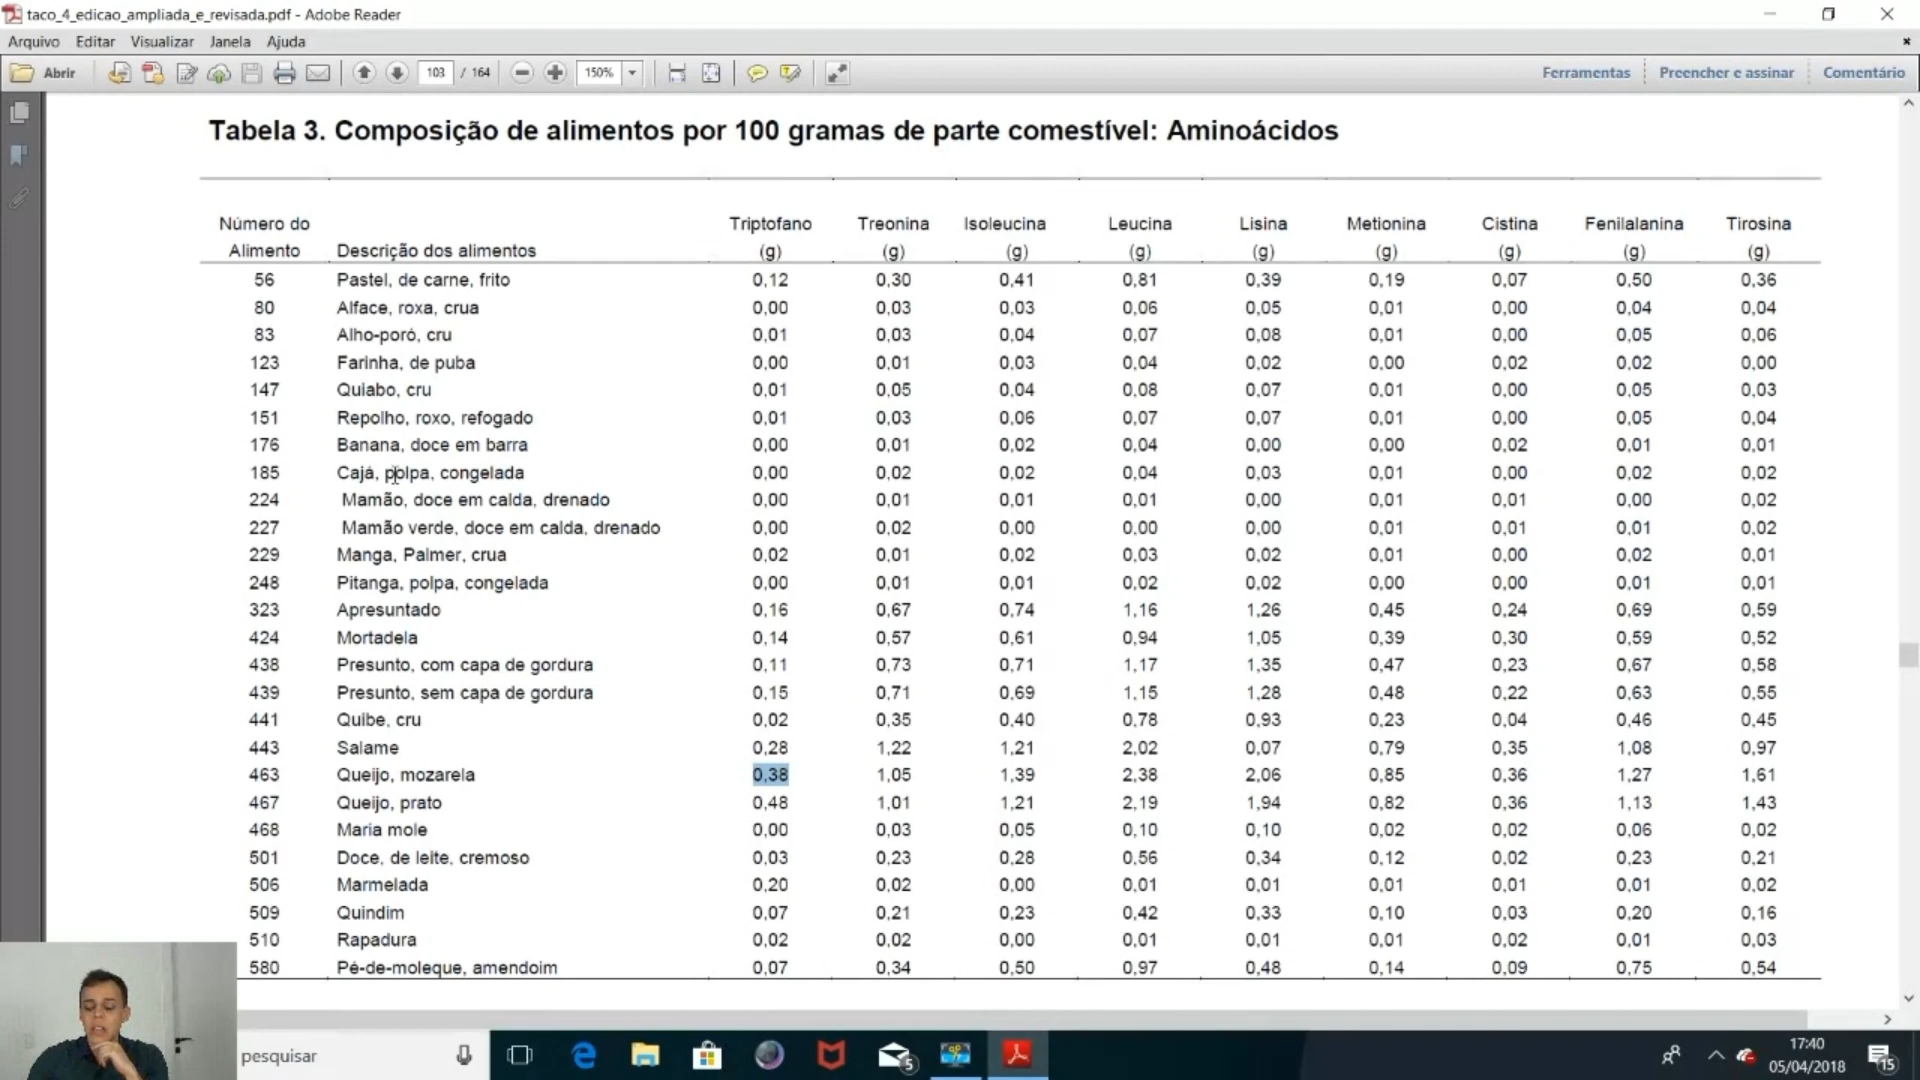 taco_4_edicao_ampliada_e_revisada.pdf - Adobe Reader
Arquivo Editar Visualizar Janela Ajuda
Abrir 103 / 164 150% Ferramentas Preencher e assinar Comentário
Tabela 3. Composição de alimentos por 100 gramas de parte comestível: Aminoácidos
Número do Triptofano Treonina Isoleucina Leucina Lisina Metionina Cistina Fenilalanina Tirosina
Alimento Descrição dos alimentos (g) (g) (g) (g) (g) (g) (g) (g) (g)
56 Pastel, de carne, frito 0,12 0,30 0,41 0,81 0,39 0,19 0,07 0,50 0,36
80 Alface, roxa, crua 0,00 0,03 0,03 0,06 0,05 0,01 0,00 0,04 0,04
83 Alho-poró, cru 0,01 0,03 0,04 0,07 0,08 0,01 0,00 0,05 0,06
123 Farinha, de puba 0,00 0,01 0,03 0,04 0,02 0,00 0,02 0,02 0,00
147 Quiabo, cru 0,01 0,05 0,04 0,08 0,07 0,01 0,00 0,05 0,03
151 Repolho, roxo, refogado 0,01 0,03 0,06 0,07 0,07 0,01 0,00 0,05 0,04
176 Banana, doce em barra 0,00 0,01 0,02 0,04 0,00 0,00 0,02 0,01 0,01
185 Cajá, polpa, congelada 0,00 0,02 0,02 0,04 0,03 0,01 0,00 0,02 0,02
224 Mamão, doce em calda, drenado 0,00 0,01 0,01 0,01 0,00 0,01 0,01 0,00 0,02
227 Mamão verde, doce em calda, drenado 0,00 0,02 0,00 0,00 0,00 0,01 0,01 0,01 0,02
229 Manga, Palmer, crua 0,02 0,01 0,02 0,03 0,02 0,01 0,00 0,02 0,01
248 Pitanga, polpa, congelada 0,00 0,01 0,01 0,02 0,02 0,00 0,00 0,01 0,01
323 Apresuntado 0,16 0,67 0,74 1,16 1,26 0,45 0,24 0,69 0,59
424 Mortadela 0,14 0,57 0,61 0,94 1,05 0,39 0,30 0,59 0,52
438 Presunto, com capa de gordura 0,11 0,73 0,71 1,17 1,35 0,47 0,23 0,67 0,58
439 Presunto, sem capa de gordura 0,15 0,71 0,69 1,15 1,28 0,48 0,22 0,63 0,55
441 Quibe, cru 0,02 0,35 0,40 0,78 0,93 0,23 0,04 0,46 0,45
443 Salame 0,28 1,22 1,21 2,02 0,07 0,79 0,35 1,08 0,97
463 Queijo, mozarela 0,38 1,05 1,39 2,38 2,06 0,85 0,36 1,27 1,61
467 Queijo, prato 0,48 1,01 1,21 2,19 1,94 0,82 0,36 1,13 1,43
468 Maria mole 0,00 0,03 0,05 0,10 0,10 0,02 0,02 0,06 0,02
501 Doce, de leite, cremoso 0,03 0,23 0,28 0,56 0,34 0,12 0,02 0,23 0,21
506 Marmelada 0,20 0,02 0,00 0,01 0,01 0,01 0,01 0,01 0,02
509 Quindim 0,07 0,21 0,23 0,42 0,33 0,10 0,03 0,20 0,16
510 Rapadura 0,02 0,02 0,00 0,01 0,01 0,01 0,02 0,01 0,03
580 Pé-de-moleque, amendoim 0,07 0,34 0,50 0,97 0,48 0,14 0,09 0,75 0,54
pesquisar 5 17:40
05/04/2018 15